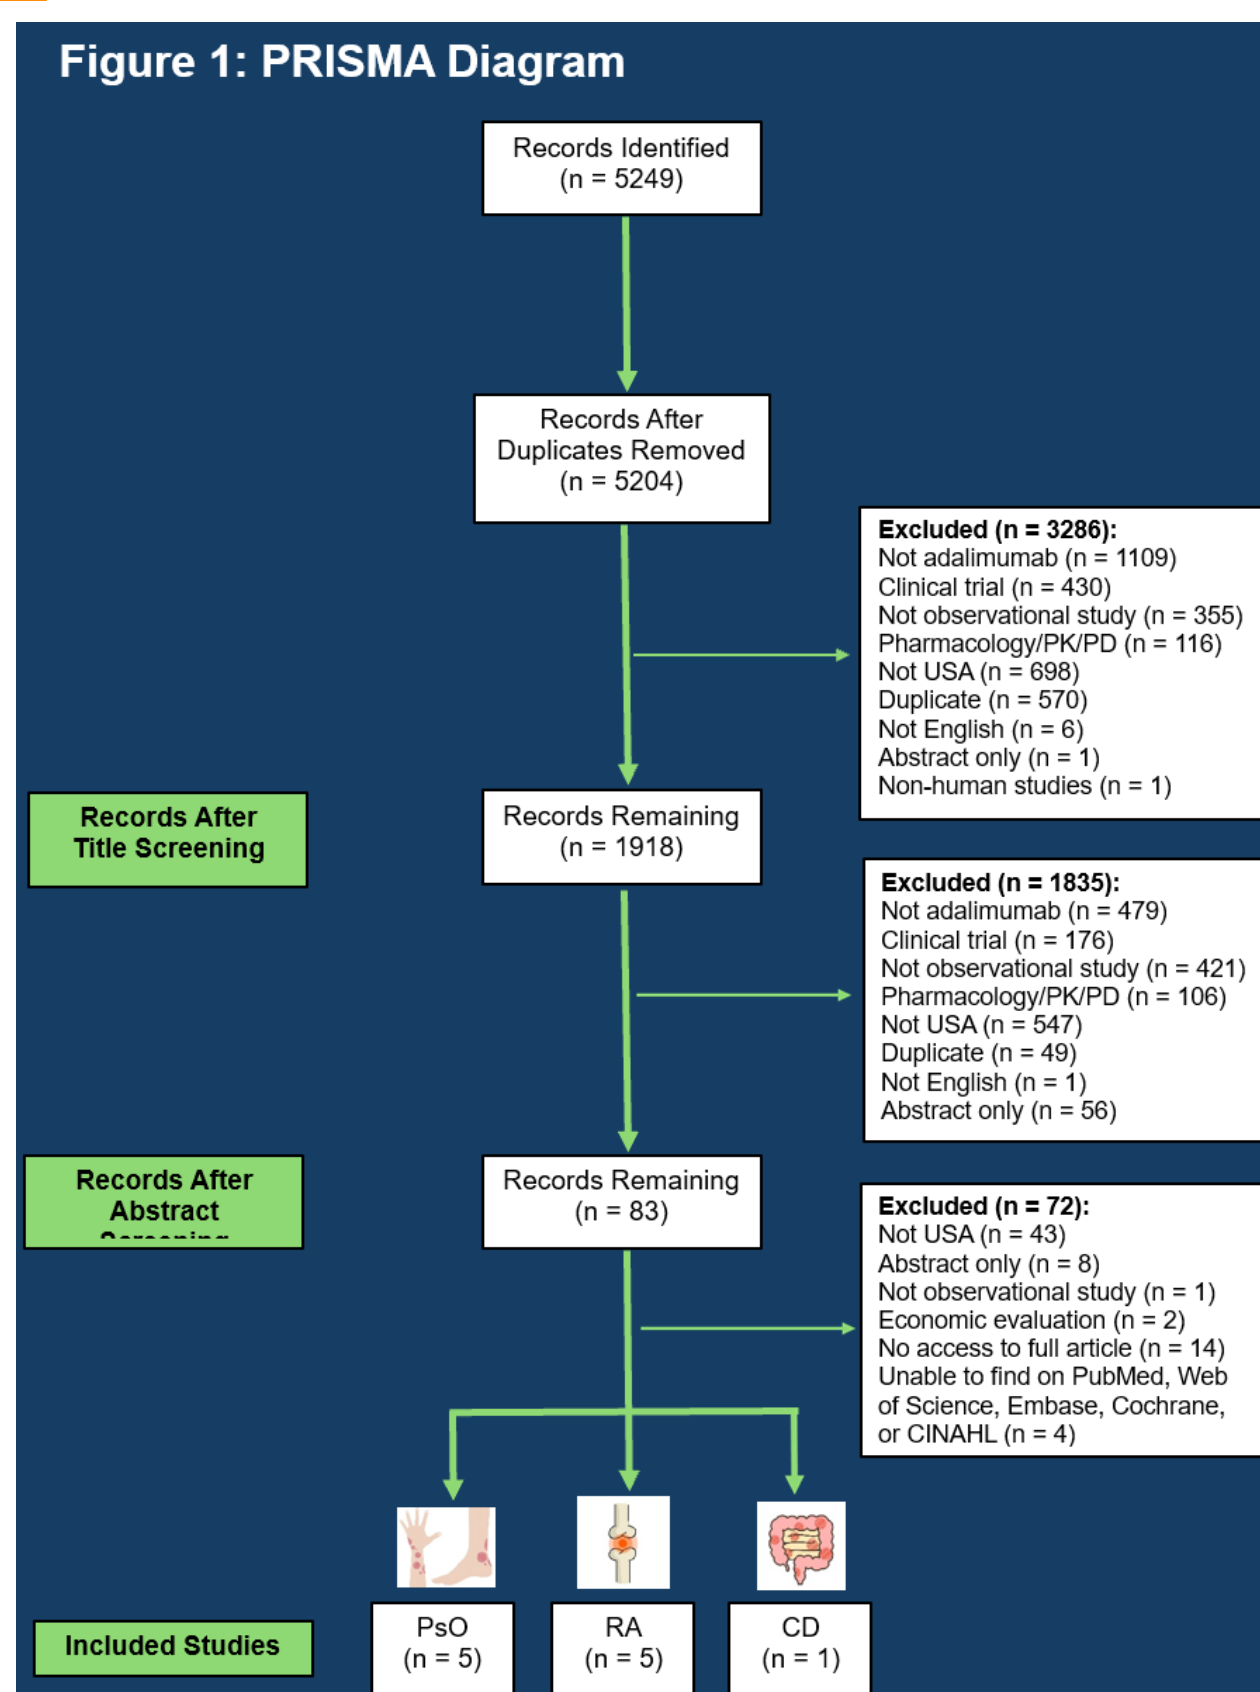 Figure 1: PRISMA Diagram
Records Identified
(n = 5249)
Records After
Duplicates Removed
(n = 5204)
Excluded (n = 3286):
Not adalimumab (n = 1109)
Clinical trial (n = 430)
Not observational study (n = 355)
Pharmacology/PK/PD (n = 116)
Not USA (n = 698)
Duplicate (n = 570)
Not English (n = 6)
Abstract only (n = 1)
Non-human studies (n = 1)
Records After
Title Screening
Records Remaining
(n = 1918)
Excluded (n = 1835):
Not adalimumab (n = 479)
Clinical trial (n = 176)
Not observational study (n = 421)
Pharmacology/PK/PD (n = 106)
Not USA (n = 547)
Duplicate (n = 49)
Not English (n = 1)
Abstract only (n = 56)
Records After
Abstract
Screening
Records Remaining
(n = 83)
Excluded (n = 72):
Not USA (n = 43)
Abstract only (n = 8)
Not observational study (n = 1)
Economic evaluation (n = 2)
No access to full article (n = 14)
Unable to find on PubMed, Web
of Science, Embase, Cochrane,
or CINAHL (n = 4)
Included Studies
PsO
(n = 5)
RA
(n = 5)
CD
(n = 1)